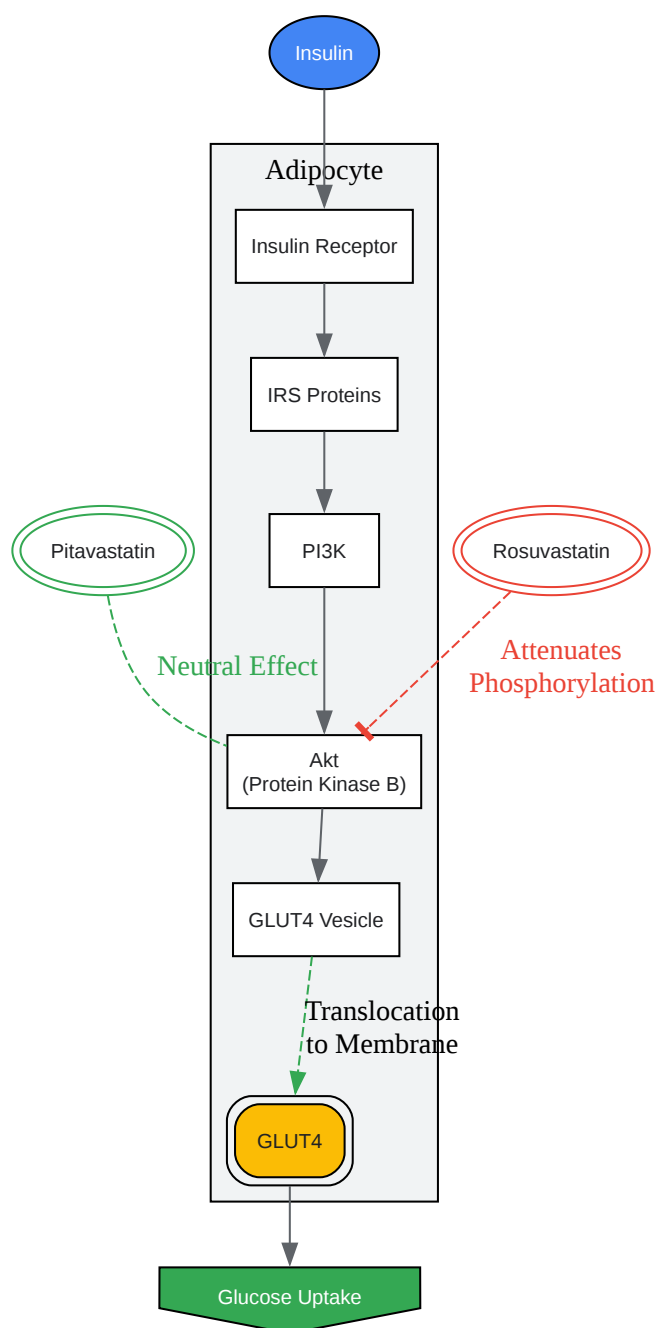 Insulin
Adipocyte
Insulin Receptor
IRS Proteins
Pitavastatin
PI3K
Rosuvastatin
Neutral Effect
Attenuates
Phosphorylation
Akt
(Protein Kinase B)
GLUT4 Vesicle
Translocation
to Membrane
GLUT4
Glucose Uptake